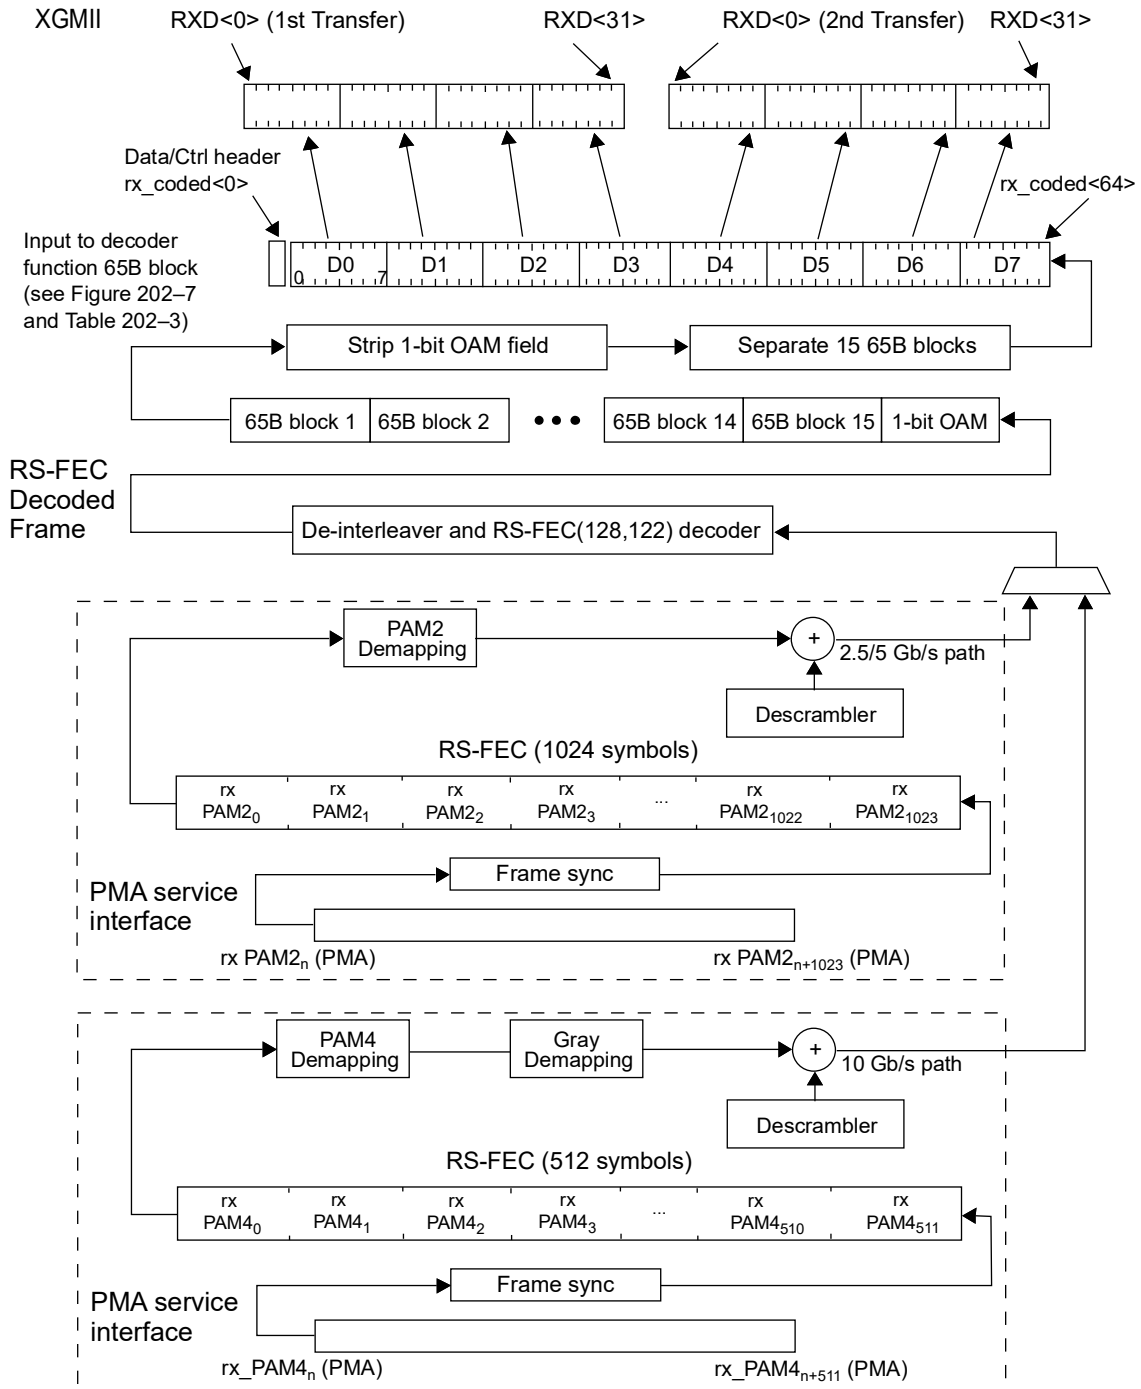 XGMII RXD<0> (1st Transfer) RXD<31> RXD<0> (2nd Transfer) RXD<31>
Data/Ctrl header
rx_coded<0>
rx_coded<64>
Input to decoder
function 65B block
(see Figure 202–7
and Table 202–3)
0 D0 7 D1 D2 D3 D4 D5 D6 D7
Strip 1-bit OAM field Separate 15 65B blocks
65B block 1 65B block 2 ••• 65B block 14 65B block 15 1-bit OAM
RS-FEC
Decoded
Frame
De-interleaver and RS-FEC(128,122) decoder
PAM2
Demapping
+
2.5/5 Gb/s path
Descrambler
RS-FEC (1024 symbols)
rx rx rx rx ... rx rx
PAM2₀ PAM2₁ PAM2₂ PAM2₃ PAM2₁₀₂₂ PAM2₁₀₂₃
Frame sync
PMA service
interface
rx PAM2ₙ (PMA) rx PAM2ₙ₊₁₀₂₃ (PMA)
PAM4
Demapping
Gray
Demapping
+
10 Gb/s path
Descrambler
RS-FEC (512 symbols)
rx rx rx rx ... rx rx
PAM4₀ PAM4₁ PAM4₂ PAM4₃ PAM4₅₁₀ PAM4₅₁₁
Frame sync
PMA service
interface
rx_PAM4ₙ (PMA) rx_PAM4ₙ₊₅₁₁ (PMA)